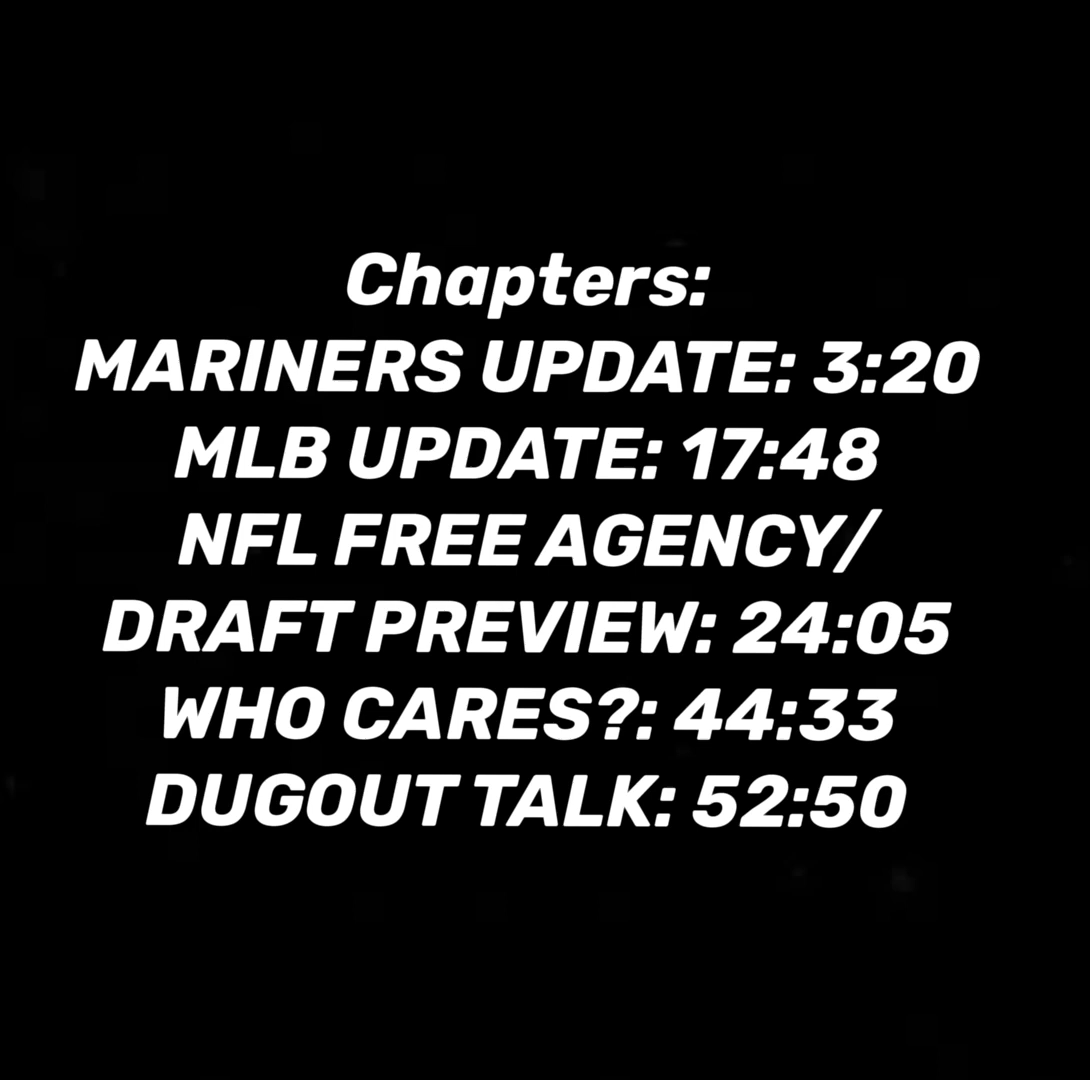 Chapters:
MARINERS UPDATE: 3:20
MLB UPDATE: 17:48
NFL FREE AGENCY/
DRAFT PREVIEW: 24:05
WHO CARES?: 44:33
DUGOUT TALK: 52:50